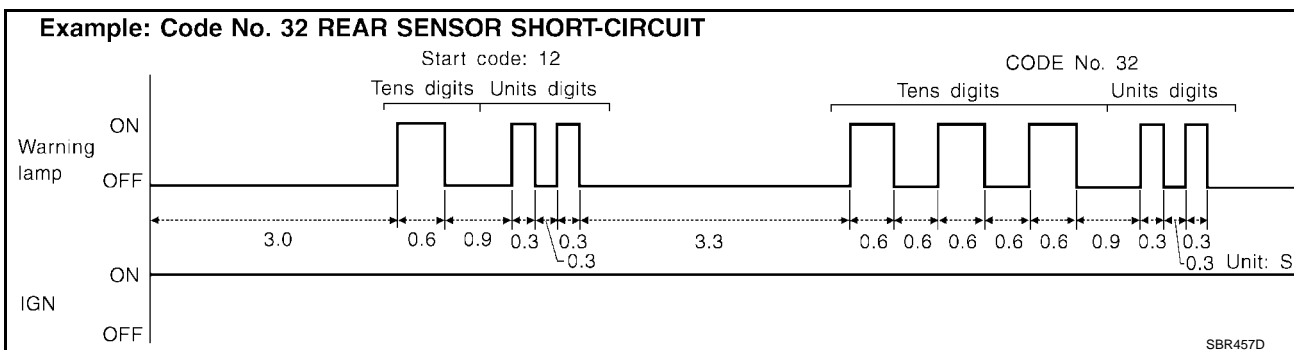 Example: Code No. 32 REAR SENSOR SHORT-CIRCUIT
Start code: 12
CODE No. 32
Tens digits Units digits
Tens digits Units digits
ON
Warning
lamp
OFF
3.0 0.6 0.9 0.3 0.3 3.3 0.6 0.6 0.6 0.6 0.6 0.9 0.3 0.3
0.3 0.3 Unit: S
ON
IGN
OFF
SBR457D